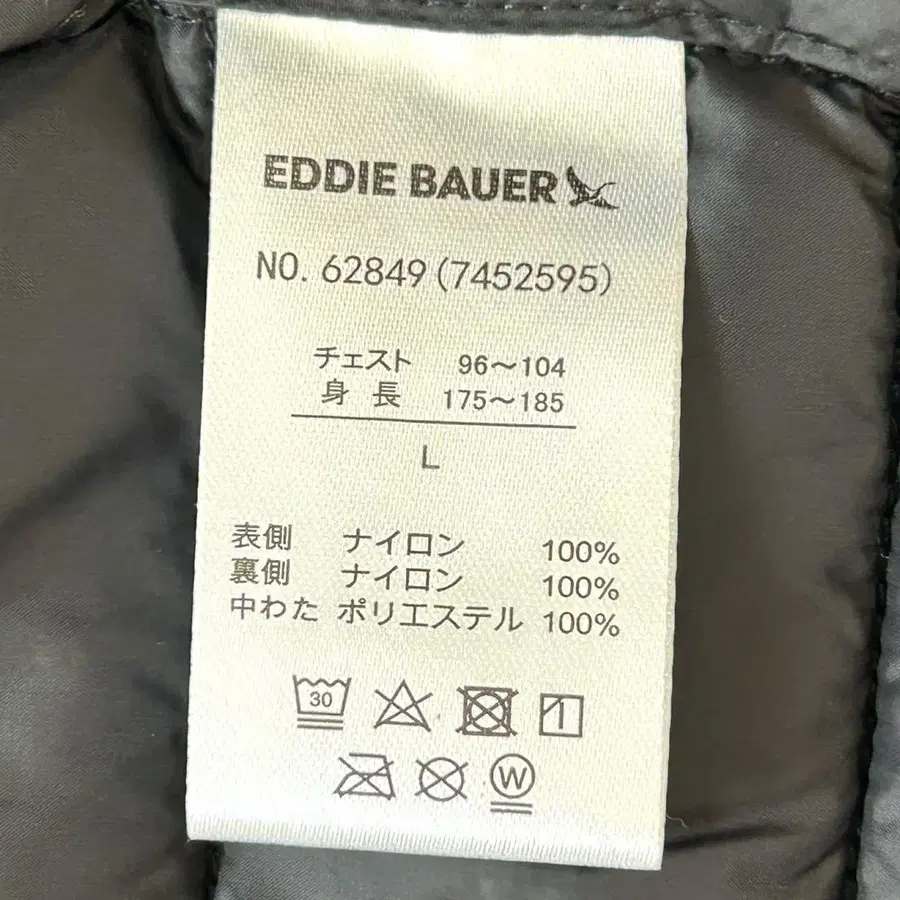 EDDIE BAUER
NO. 62849(7452595)
チェスト 96〜104
身長 175〜185
L
表側 ナイロン 100%
裏側 ナイロン 100%
中わた ポリエステル 100%
30
W